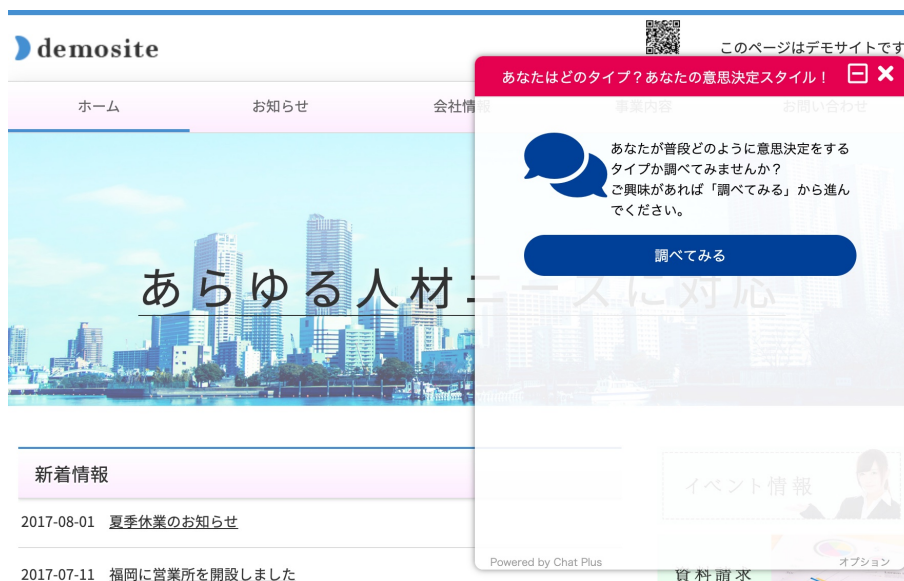 demosite
このページはデモサイトです
あなたはどのタイプ？あなたの意思決定スタイル！
ホーム
お知らせ
会社情報
事業内容
お問い合わせ
あなたが普段どのように意思決定をする
タイプか調べてみませんか？
ご興味があれば「調べてみる」から進ん
でください。
調べてみる
あらゆる人材ニーズに対応
新着情報
イベント情報
2017-08-01 夏季休業のお知らせ
Powered by Chat Plus
オプション
2017-07-11 福岡に営業所を開設しました
資料請求